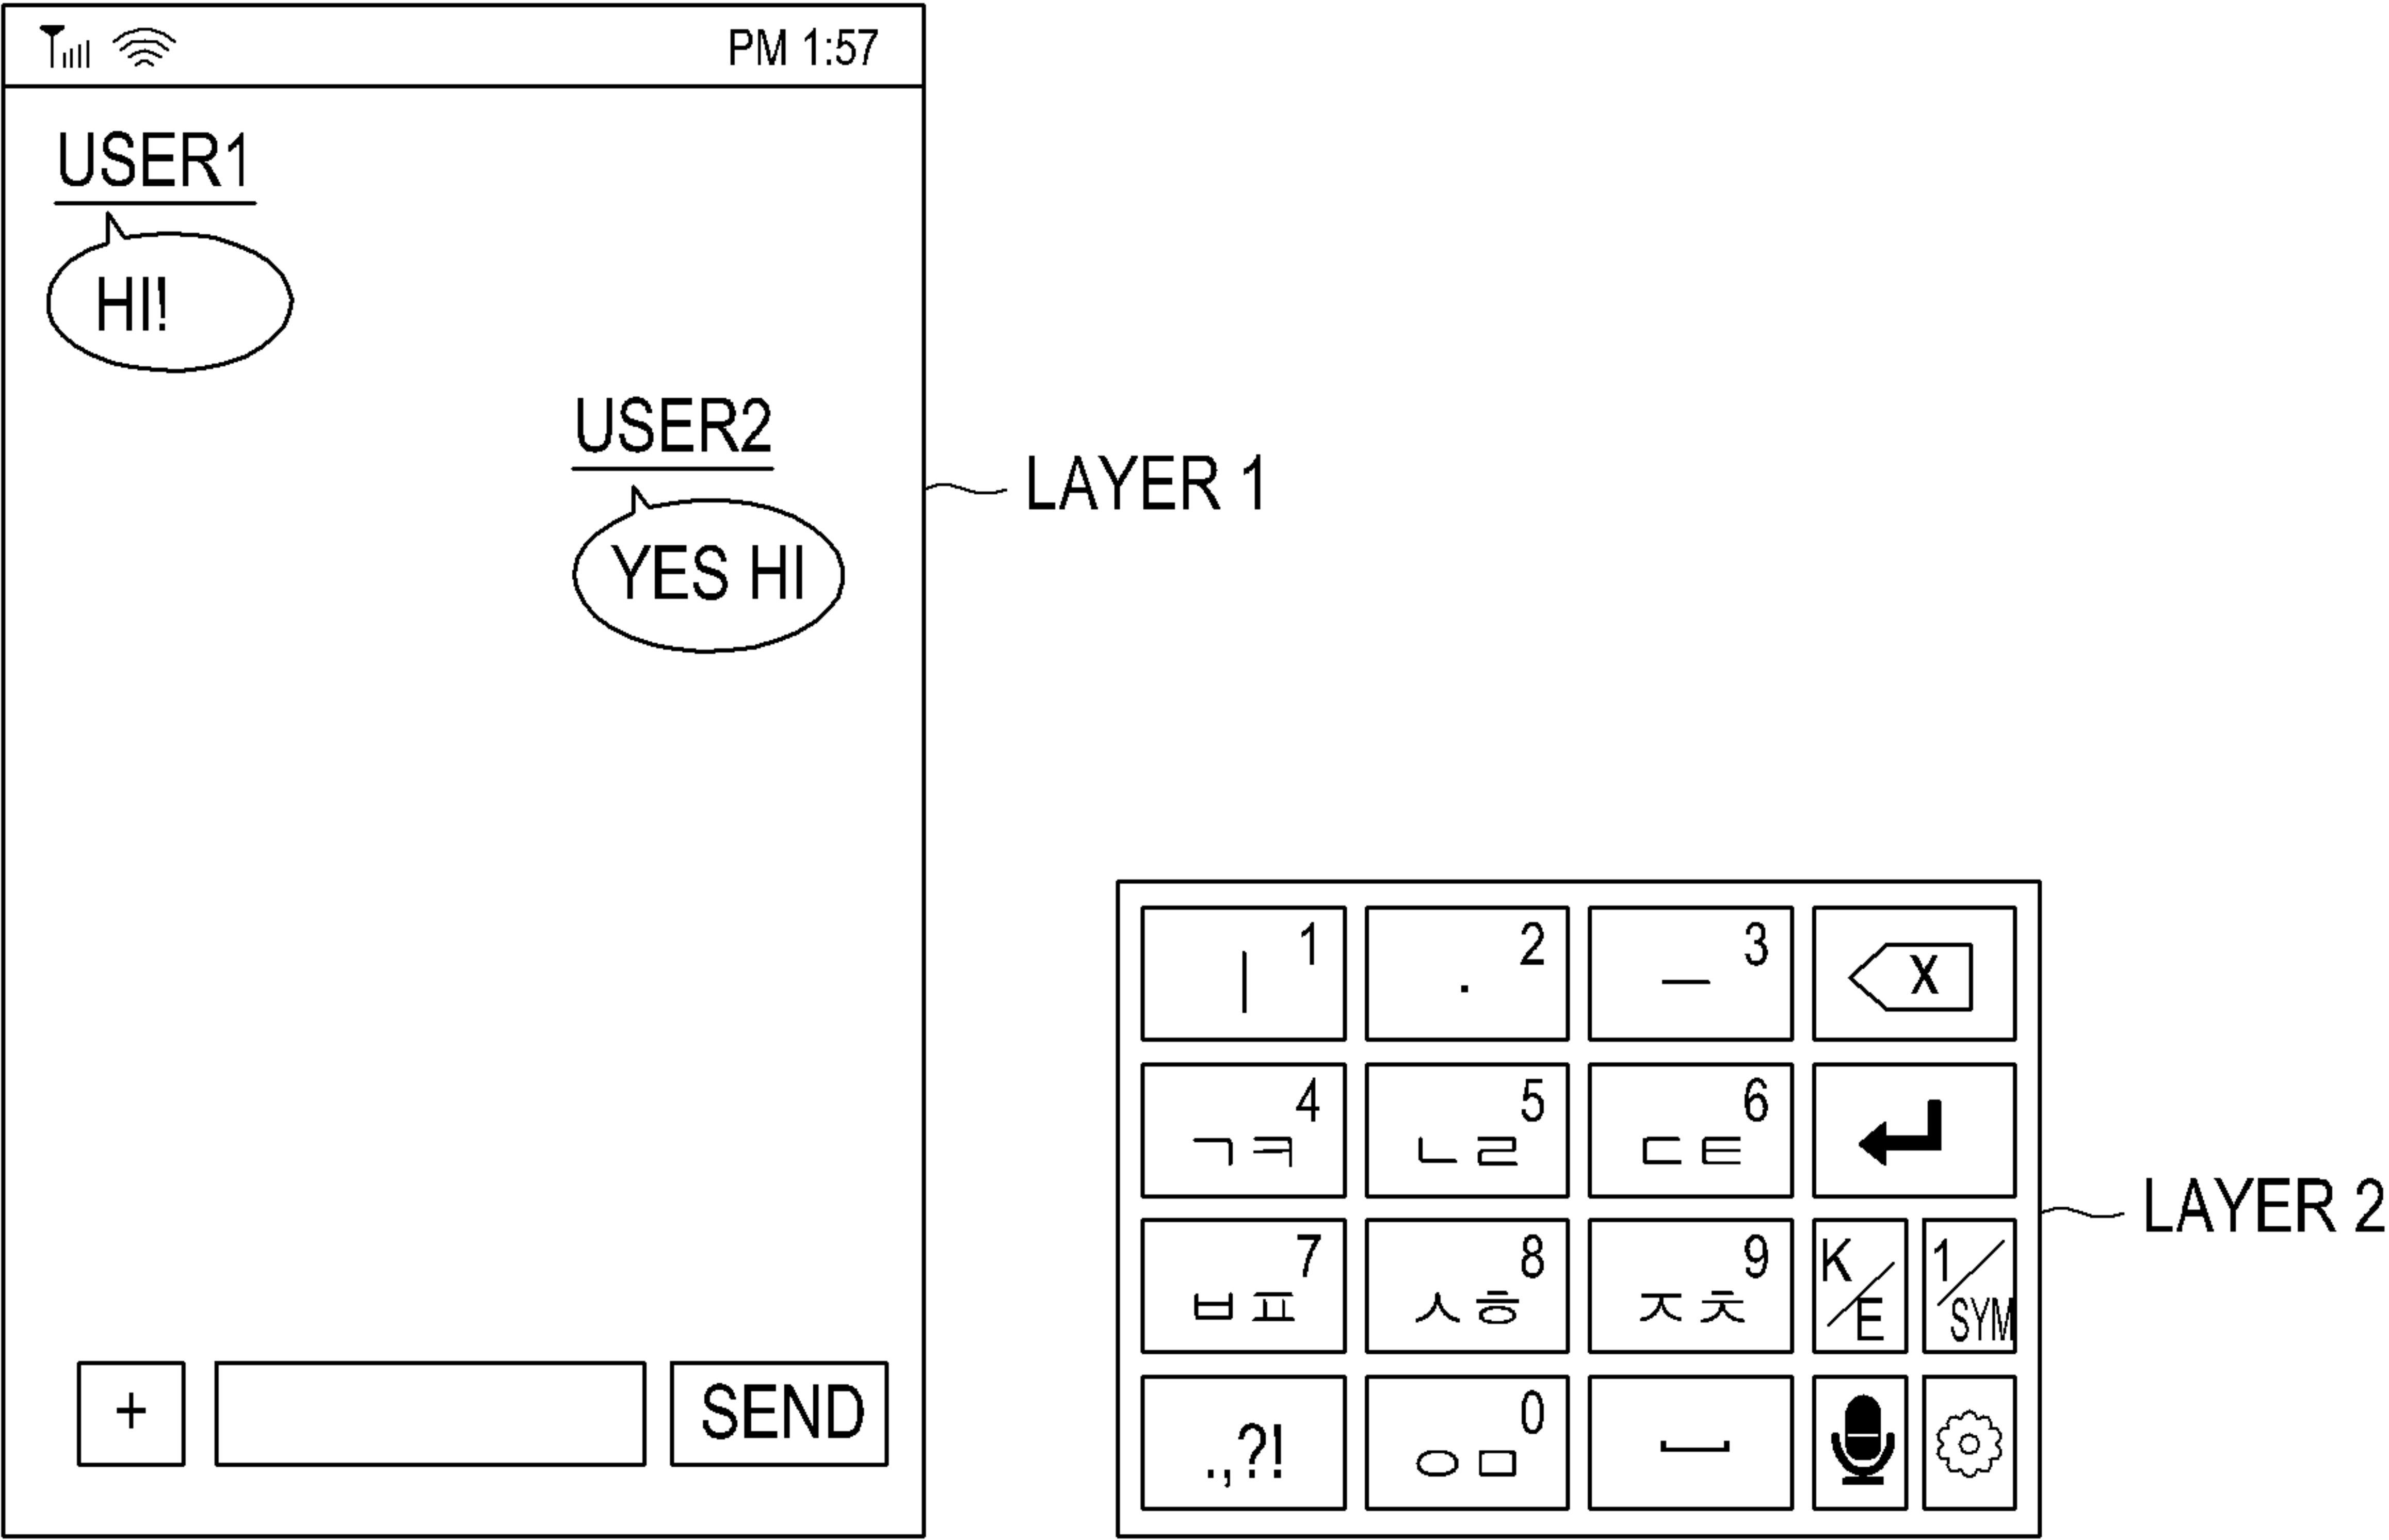 PM 1:57
USER1
HI!
USER2
YES HI
LAYER 1
+
SEND
1 2 3
ㅣ · ㅡ X
4 5 6
ㄱㅋ ㄴㄹ ㄷㅌ
7 8 9
ㅂㅍ ㅅㅎ ㅈㅊ K/E 1/SYM
LAYER 2
0
.,?! ㅇㅁ